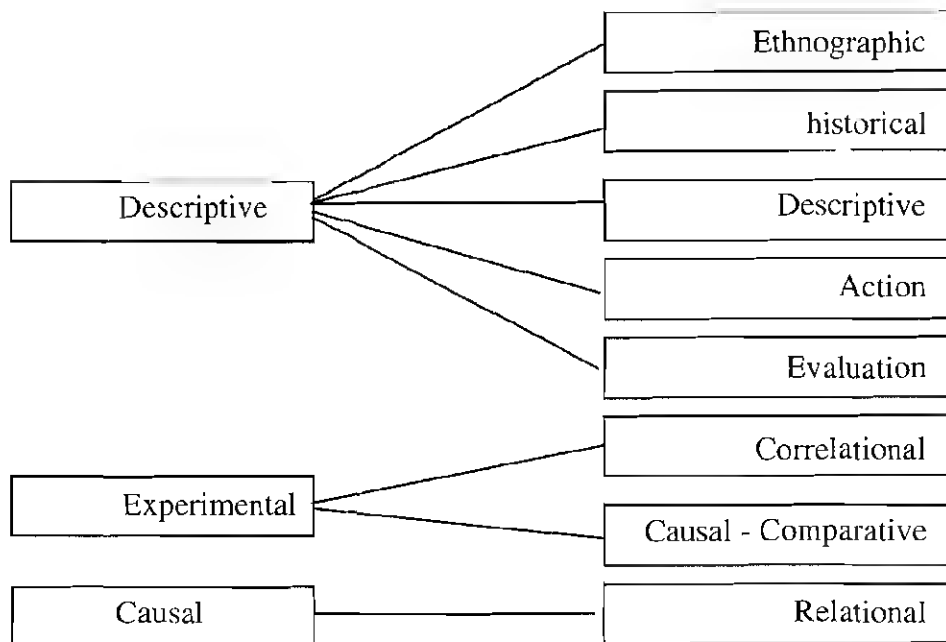 Ethnographic
historical
Descriptive
Descriptive
Action
Evaluation
Correlational
Experimental
Causal - Comparative
Causal
Relational